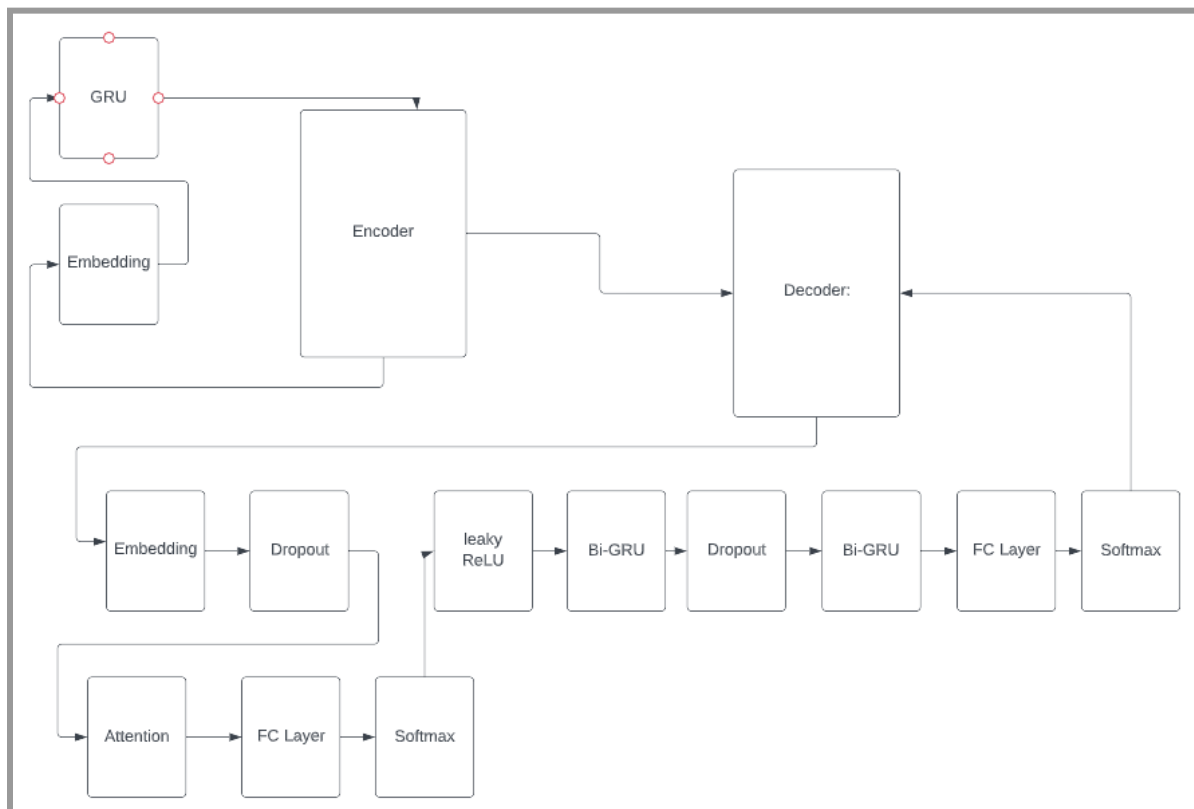 GRU
Embedding
Encoder
Decoder:
Embedding
Dropout
leaky
ReLU
Bi-GRU
Dropout
Bi-GRU
FC Layer
Softmax
Attention
FC Layer
Softmax